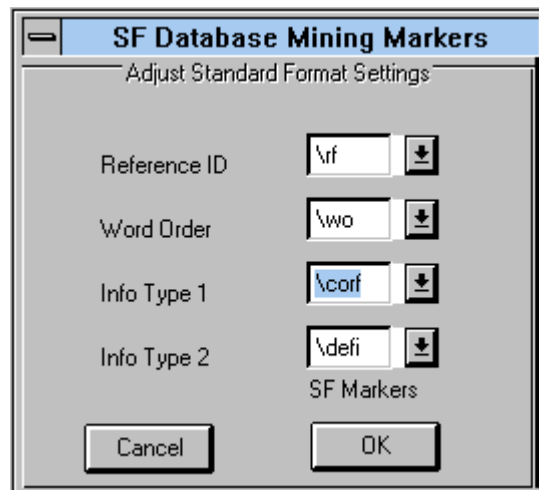 SF Database Mining Markers
Adjust Standard Format Settings
Reference ID \rf
Word Order \wo
Info Type 1 \corf
Info Type 2 \defi
SF Markers
Cancel OK